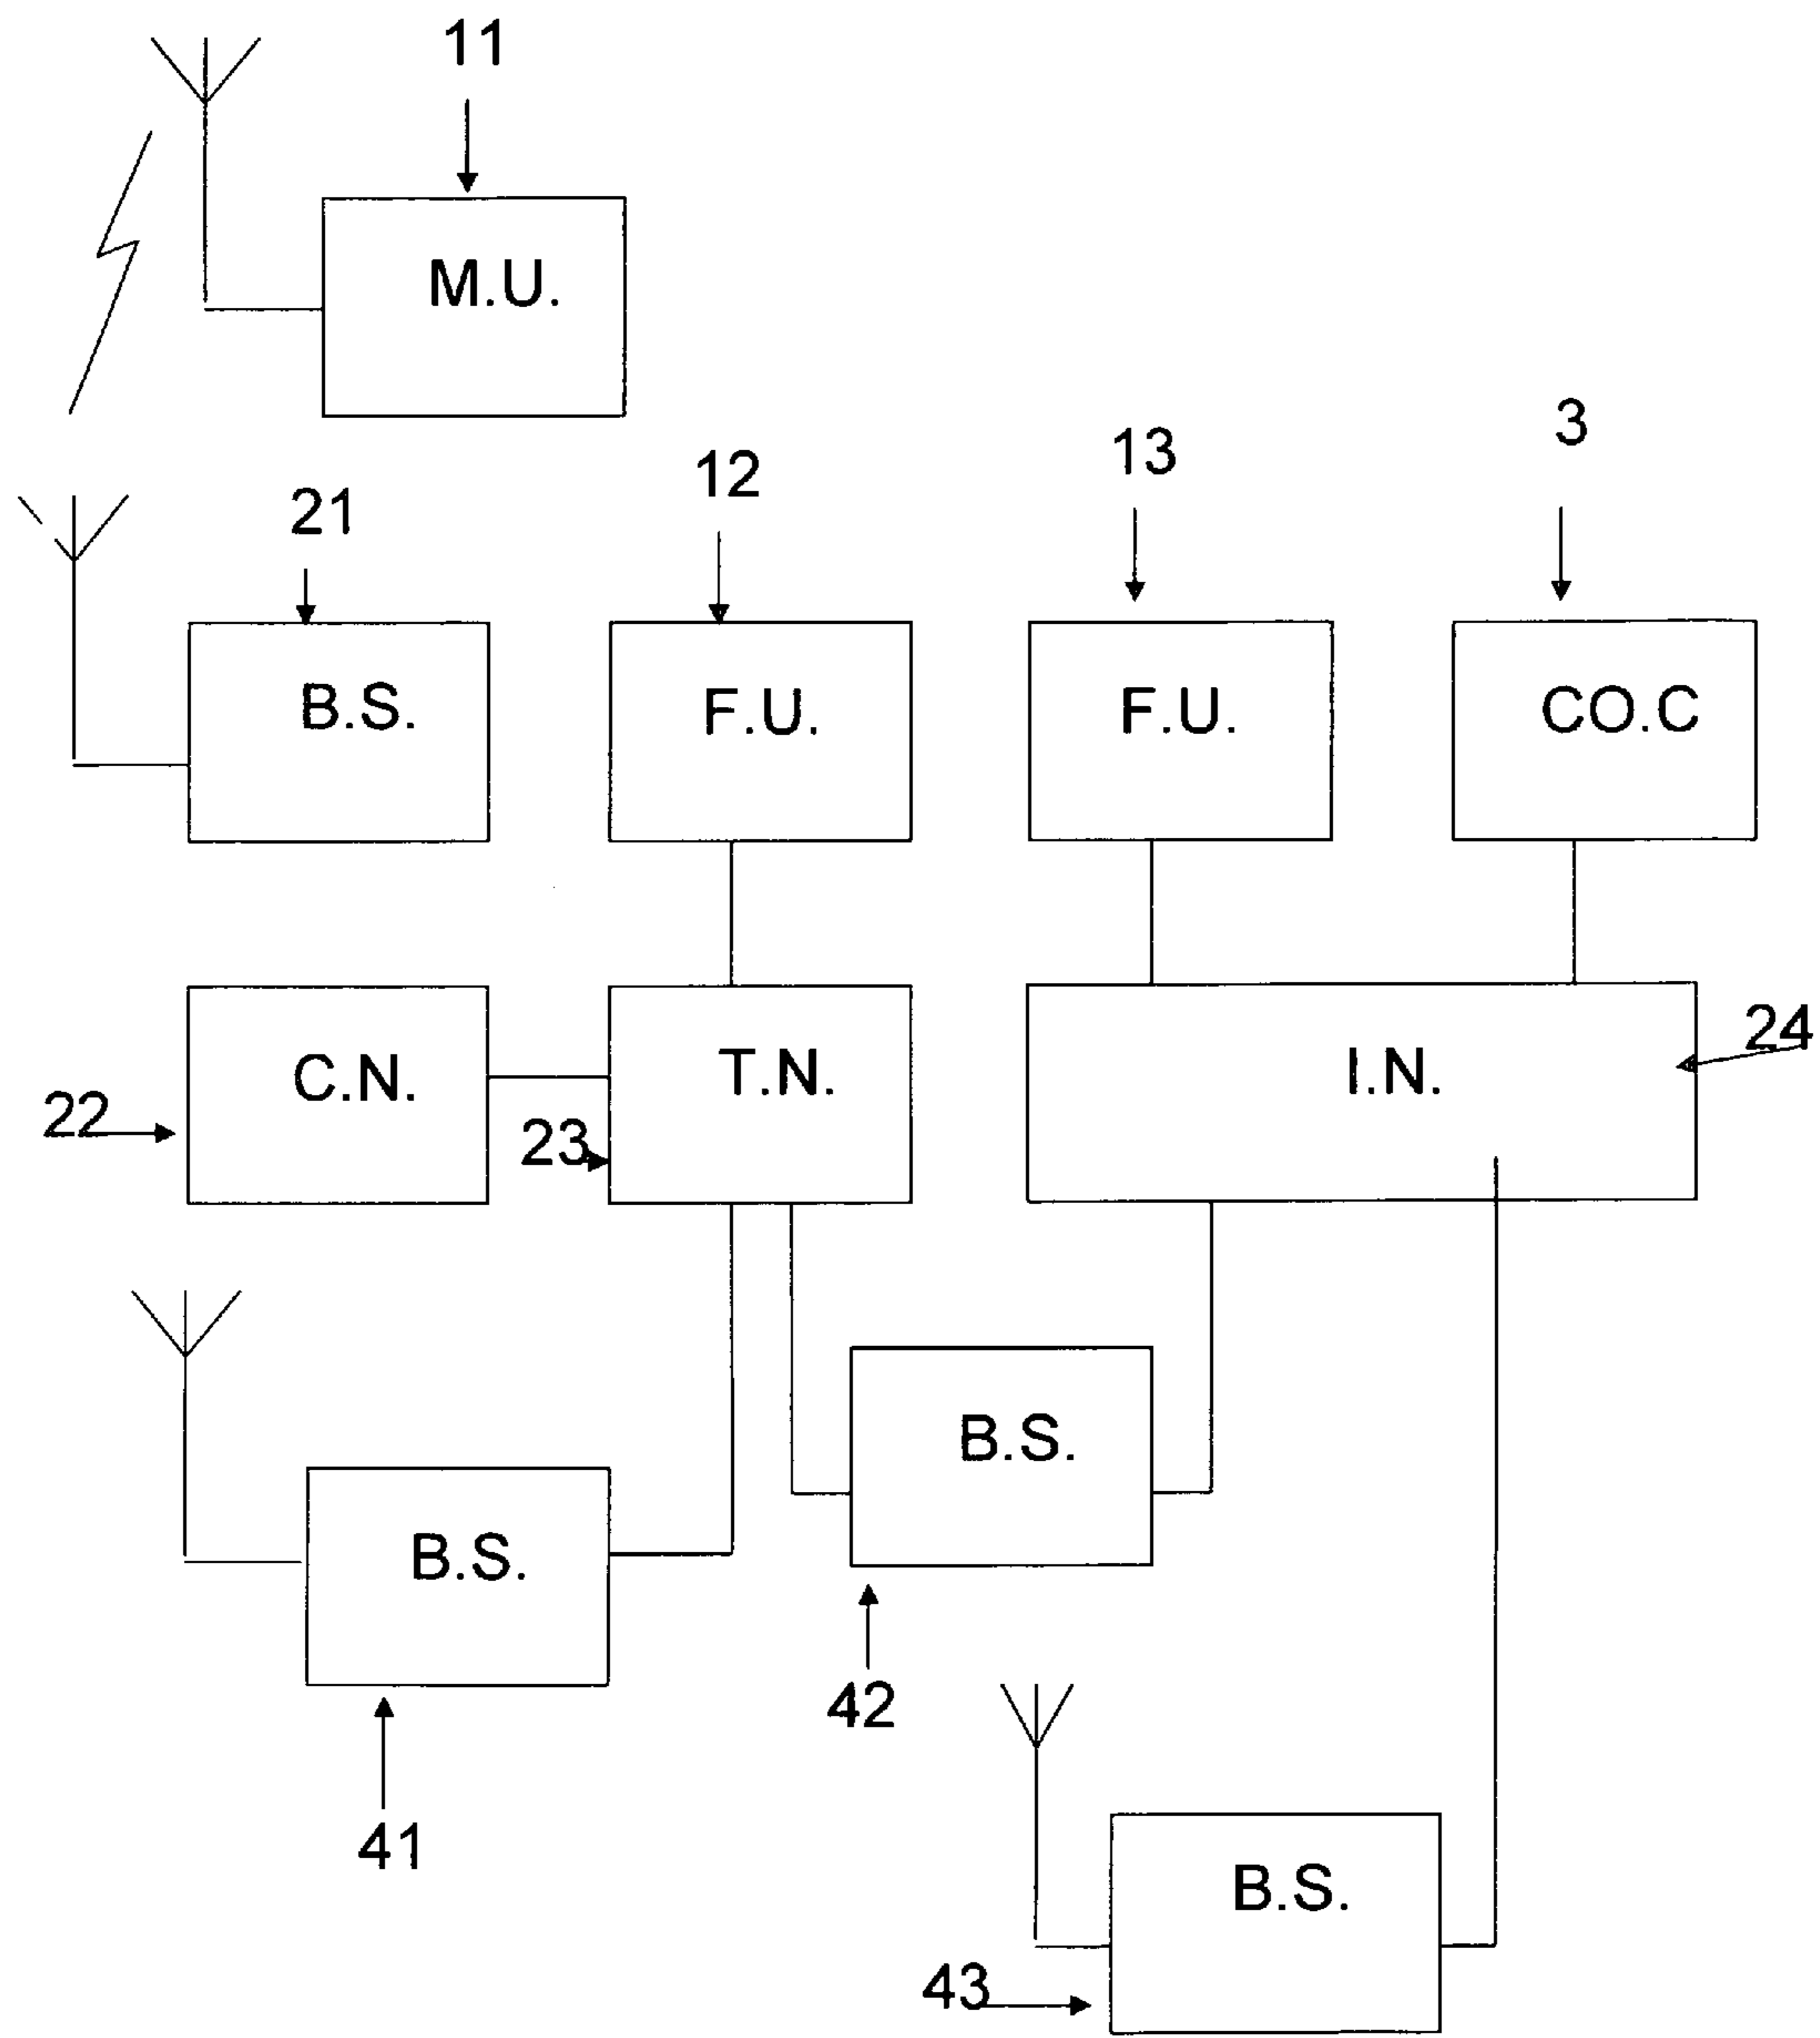 11
M.U.
3
13
12
21
B.S.
F.U.
F.U.
CO.C
24
C.N.
T.N.
I.N.
22
23
B.S.
B.S.
42
41
B.S.
43